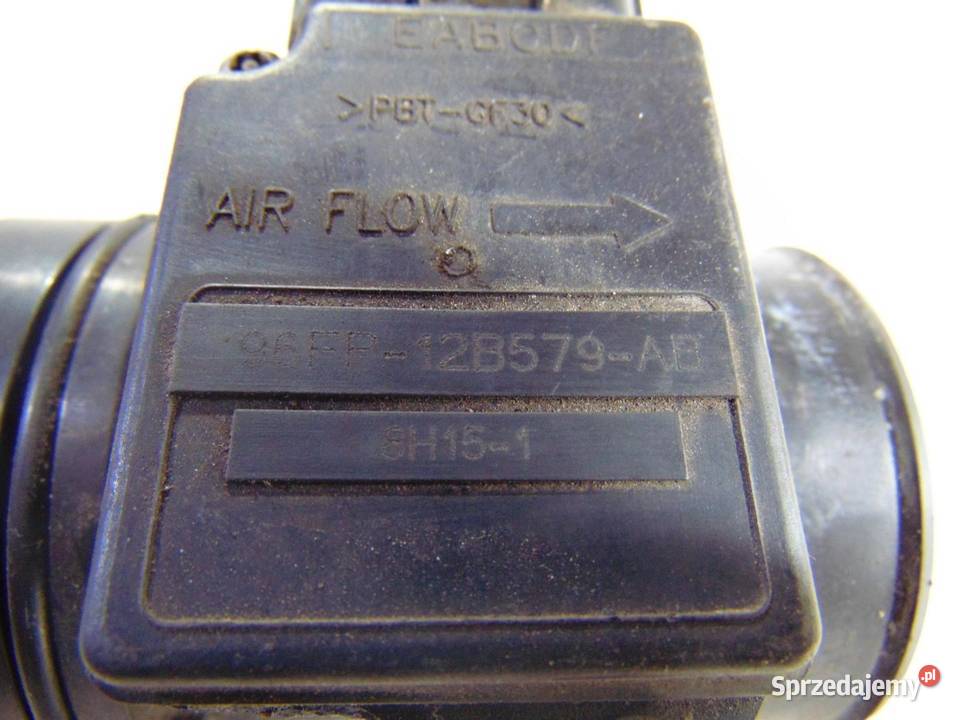 EABCDF
>PBT-GF30<
AIR FLOW
96FP-12B579-AB
8H15-1
Sprzedajemy.pl